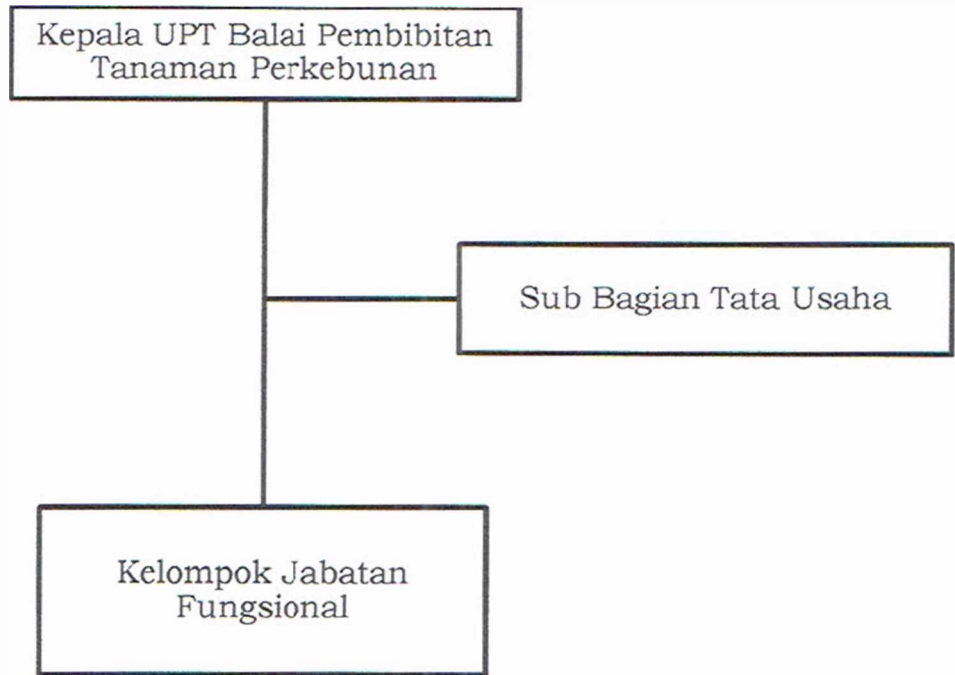 Kepala UPT Balai Pembibitan
Tanaman Perkebunan
Sub Bagian Tata Usaha
Kelompok Jabatan
Fungsional